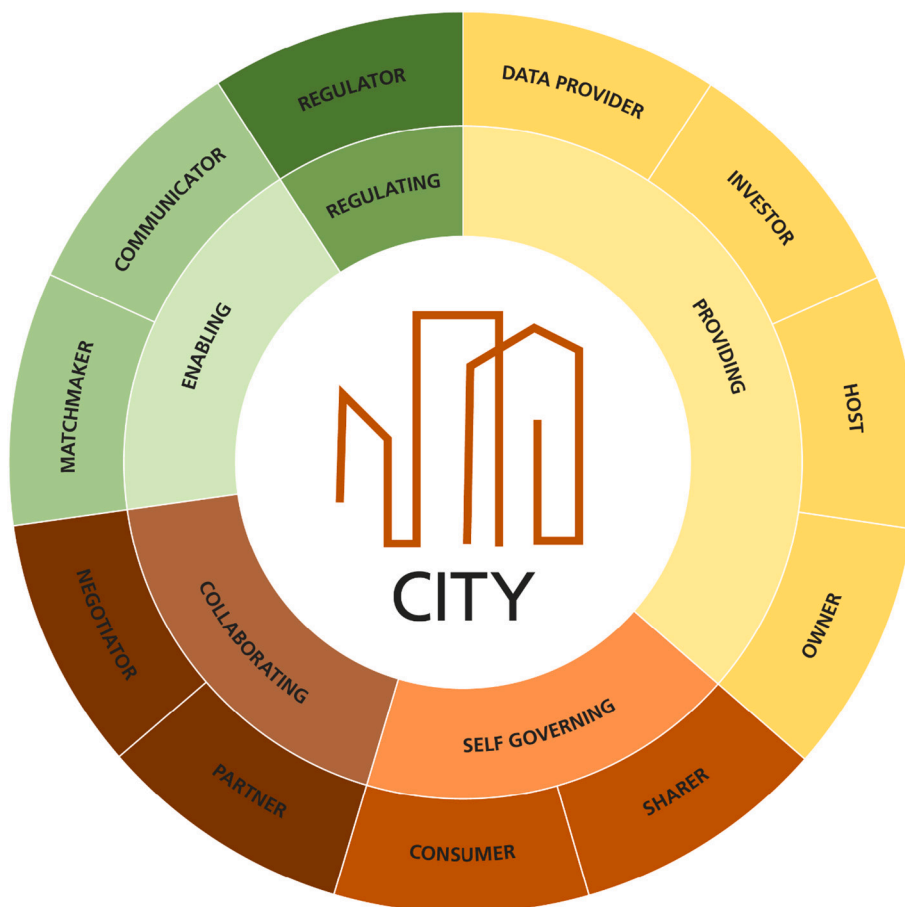 REGULATOR
DATA PROVIDER
INVESTOR
HOST
OWNER
SHARER
CONSUMER
PARTNER
NEGOTIATOR
MATCHMAKER
COMMUNICATOR
REGULATING
PROVIDING
SELF GOVERNING
COLLABORATING
ENABLING
CITY